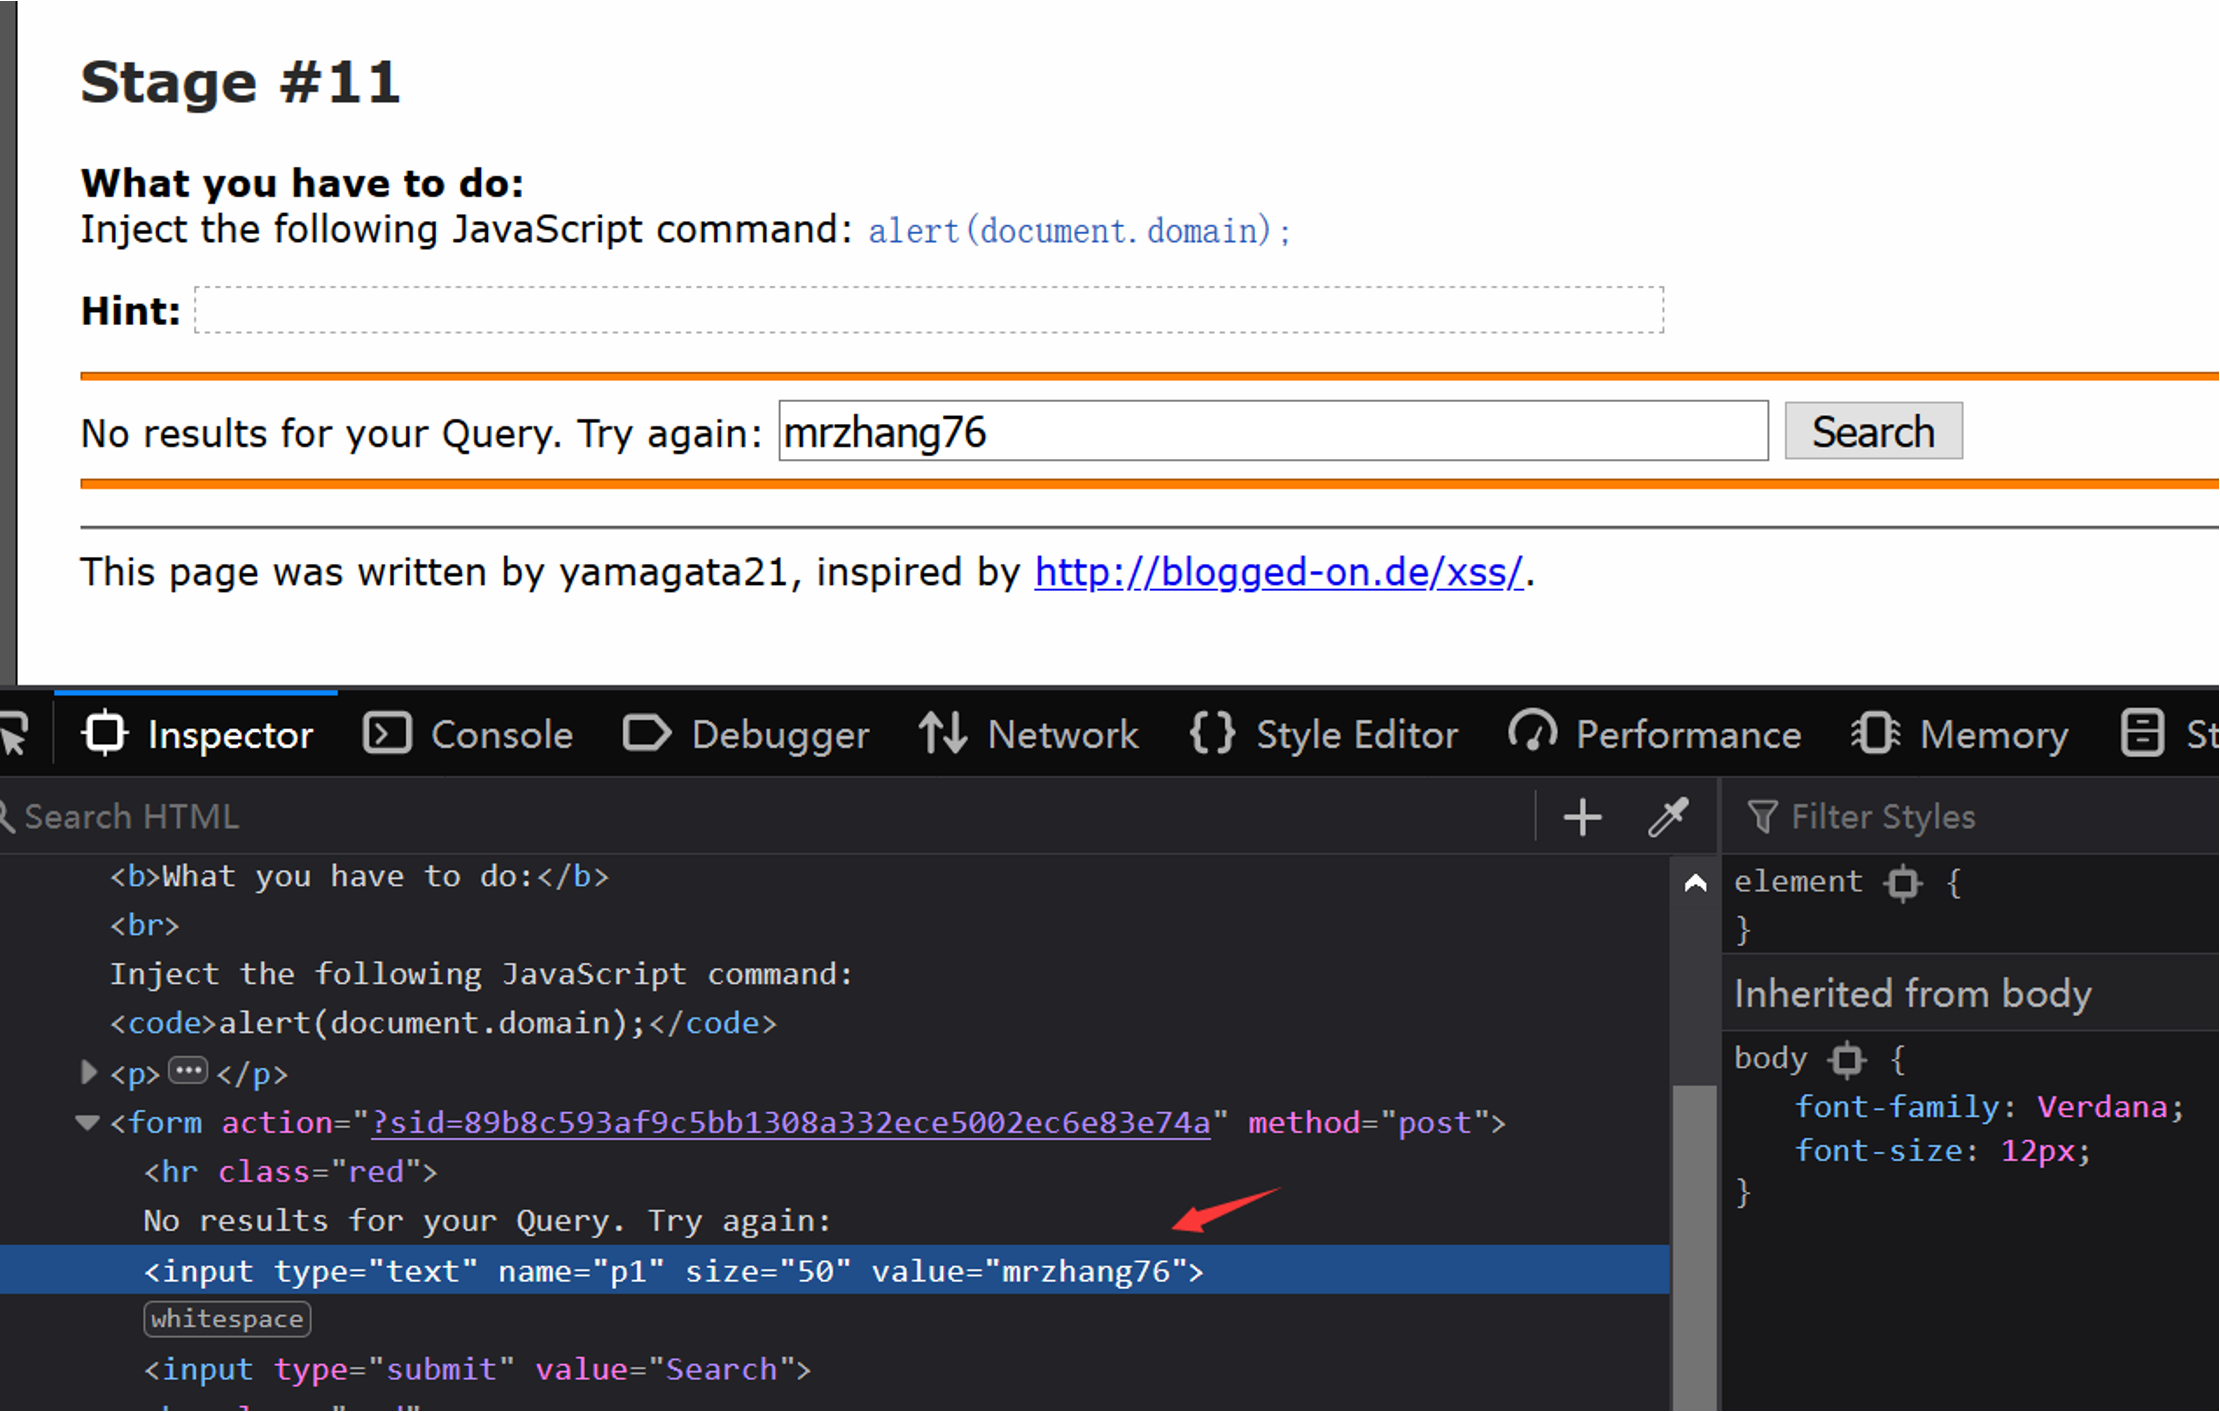 Stage #11
What you have to do:
Inject the following JavaScript command: alert(document.domain);
Hint:
No results for your Query. Try again: mrzhang76 Search
This page was written by yamagata21, inspired by http://blogged-on.de/xss/.
Inspector Console Debugger Network Style Editor Performance Memory St
Search HTML
Filter Styles
<b>What you have to do:</b>
<br>
Inject the following JavaScript command:
<code>alert(document.domain);</code>
<p>···</p>
<form action="?sid=89b8c593af9c5bb1308a332ece5002ec6e83e74a" method="post">
<hr class="red">
No results for your Query. Try again:
<input type="text" name="p1" size="50" value="mrzhang76">
whitespace
<input type="submit" value="Search">
element {
}
Inherited from body
body {
font-family: Verdana;
font-size: 12px;
}